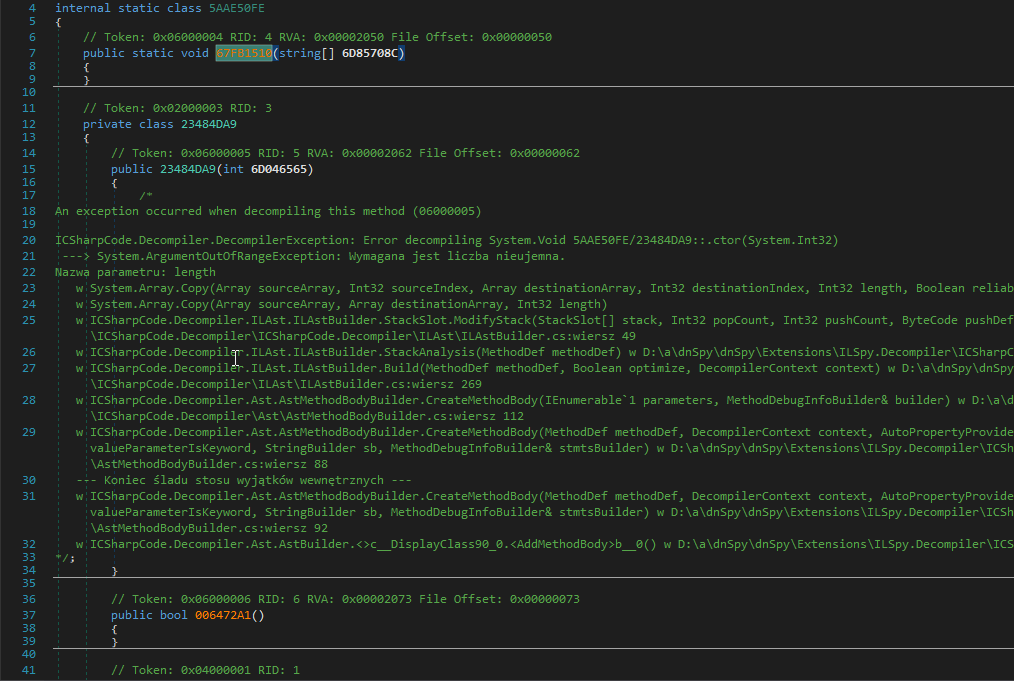 4 internal static class 5AAE50FE
5 {
6 // Token: 0x06000004 RID: 4 RVA: 0x00002050 File Offset: 0x00000050
7 public static void 67FB1510(string[] 6D85708C)
8 {
9 }
10
11 // Token: 0x02000003 RID: 3
12 private class 23484DA9
13 {
14 // Token: 0x06000005 RID: 5 RVA: 0x00002062 File Offset: 0x00000062
15 public 23484DA9(int 6D046565)
16 {
17 /*
18 An exception occurred when decompiling this method (06000005)
19
20 ICSharpCode.Decompiler.DecompilerException: Error decompiling System.Void 5AAE50FE/23484DA9::.ctor(System.Int32)
21 ---> System.ArgumentOutOfRangeException: Wymagana jest liczba nieujemna.
22 Nazwa parametru: length
23 w System.Array.Copy(Array sourceArray, Int32 sourceIndex, Array destinationArray, Int32 destinationIndex, Int32 length, Boolean reliab
24 w System.Array.Copy(Array sourceArray, Array destinationArray, Int32 length)
25 w ICSharpCode.Decompiler.ILAst.ILAstBuilder.StackSlot.ModifyStack(StackSlot[] stack, Int32 popCount, Int32 pushCount, ByteCode pushDef
\ICSharpCode.Decompiler\ICSharpCode.Decompiler\ILAst\ILAstBuilder.cs:wiersz 49
26 w ICSharpCode.Decompiler.ILAst.ILAstBuilder.StackAnalysis(MethodDef methodDef) w D:\a\dnSpy\dnSpy\Extensions\ILSpy.Decompiler\ICSharpC
27 w ICSharpCode.Decompiler.ILAst.ILAstBuilder.Build(MethodDef methodDef, Boolean optimize, DecompilerContext context) w D:\a\dnSpy\dnSpy
\ICSharpCode.Decompiler\ILAst\ILAstBuilder.cs:wiersz 269
28 w ICSharpCode.Decompiler.Ast.AstMethodBodyBuilder.CreateMethodBody(IEnumerable`1 parameters, MethodDebugInfoBuilder& builder) w D:\a\d
\ICSharpCode.Decompiler\Ast\AstMethodBodyBuilder.cs:wiersz 112
29 w ICSharpCode.Decompiler.Ast.AstMethodBodyBuilder.CreateMethodBody(MethodDef methodDef, DecompilerContext context, AutoPropertyProvide
valueParameterIsKeyword, StringBuilder sb, MethodDebugInfoBuilder& stmtsBuilder) w D:\a\dnSpy\dnSpy\Extensions\ILSpy.Decompiler\ICSh
\AstMethodBodyBuilder.cs:wiersz 88
30 --- Koniec śladu stosu wyjątków wewnętrznych ---
31 w ICSharpCode.Decompiler.Ast.AstMethodBodyBuilder.CreateMethodBody(MethodDef methodDef, DecompilerContext context, AutoPropertyProvide
valueParameterIsKeyword, StringBuilder sb, MethodDebugInfoBuilder& stmtsBuilder) w D:\a\dnSpy\dnSpy\Extensions\ILSpy.Decompiler\ICSh
\AstMethodBodyBuilder.cs:wiersz 92
32 w ICSharpCode.Decompiler.Ast.AstBuilder.<>c__DisplayClass90_0.<AddMethodBody>b__0() w D:\a\dnSpy\dnSpy\Extensions\ILSpy.Decompiler\ICS
33 */;
34 }
35
36 // Token: 0x06000006 RID: 6 RVA: 0x00002073 File Offset: 0x00000073
37 public bool 006472A1()
38 {
39 }
40
41 // Token: 0x04000001 RID: 1